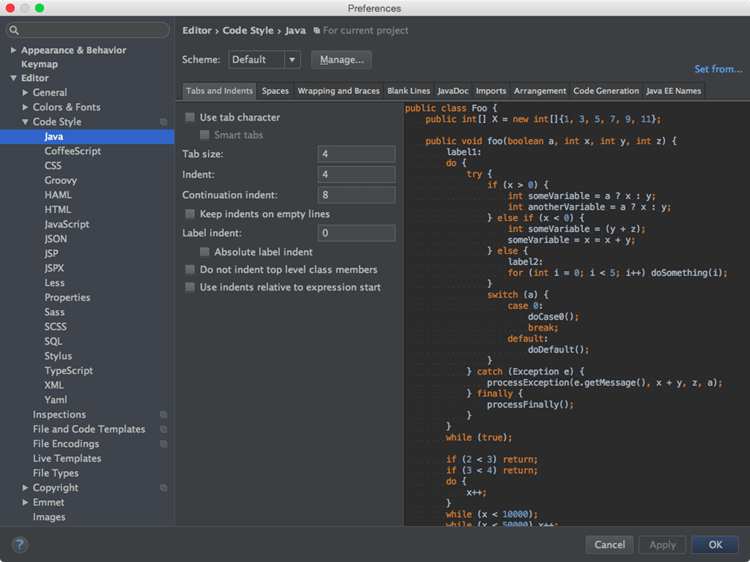 Preferences
Appearance & Behavior
Keymap
Editor
General
Colors & Fonts
Code Style
Java
CoffeeScript
CSS
Groovy
HAML
HTML
JavaScript
JSON
JSP
JSPX
Less
Properties
Sass
SCSS
SQL
Stylus
TypeScript
XML
Yaml
Inspections
File and Code Templates
File Encodings
Live Templates
File Types
Copyright
Emmet
Images
Editor › Code Style › Java For current project
Scheme: Default Manage...
Set from...
Tabs and Indents Spaces Wrapping and Braces Blank Lines JavaDoc Imports Arrangement Code Generation Java EE Names
Use tab character
Smart tabs
Tab size: 4
Indent: 4
Continuation indent: 8
Keep indents on empty lines
Label indent: 0
Absolute label indent
Do not indent top level class members
Use indents relative to expression start
public class Foo {
public int[] X = new int[]{1, 3, 5, 7, 9, 11};
public void foo(boolean a, int x, int y, int z) {
label1:
do {
try {
if (x > 0) {
int someVariable = a ? x : y;
int anotherVariable = a ? x : y;
} else if (x < 0) {
int someVariable = (y + z);
someVariable = x = x + y;
} else {
label2:
for (int i = 0; i < 5; i++) doSomething(i);
}
switch (a) {
case 0:
doCase0();
break;
default:
doDefault();
}
} catch (Exception e) {
processException(e.getMessage(), x + y, z, a);
} finally {
processFinally();
}
}
while (true);
if (2 < 3) return;
if (3 < 4) return;
do {
x++;
}
while (x < 10000);
while (x < 50000) x++;
? Cancel Apply OK